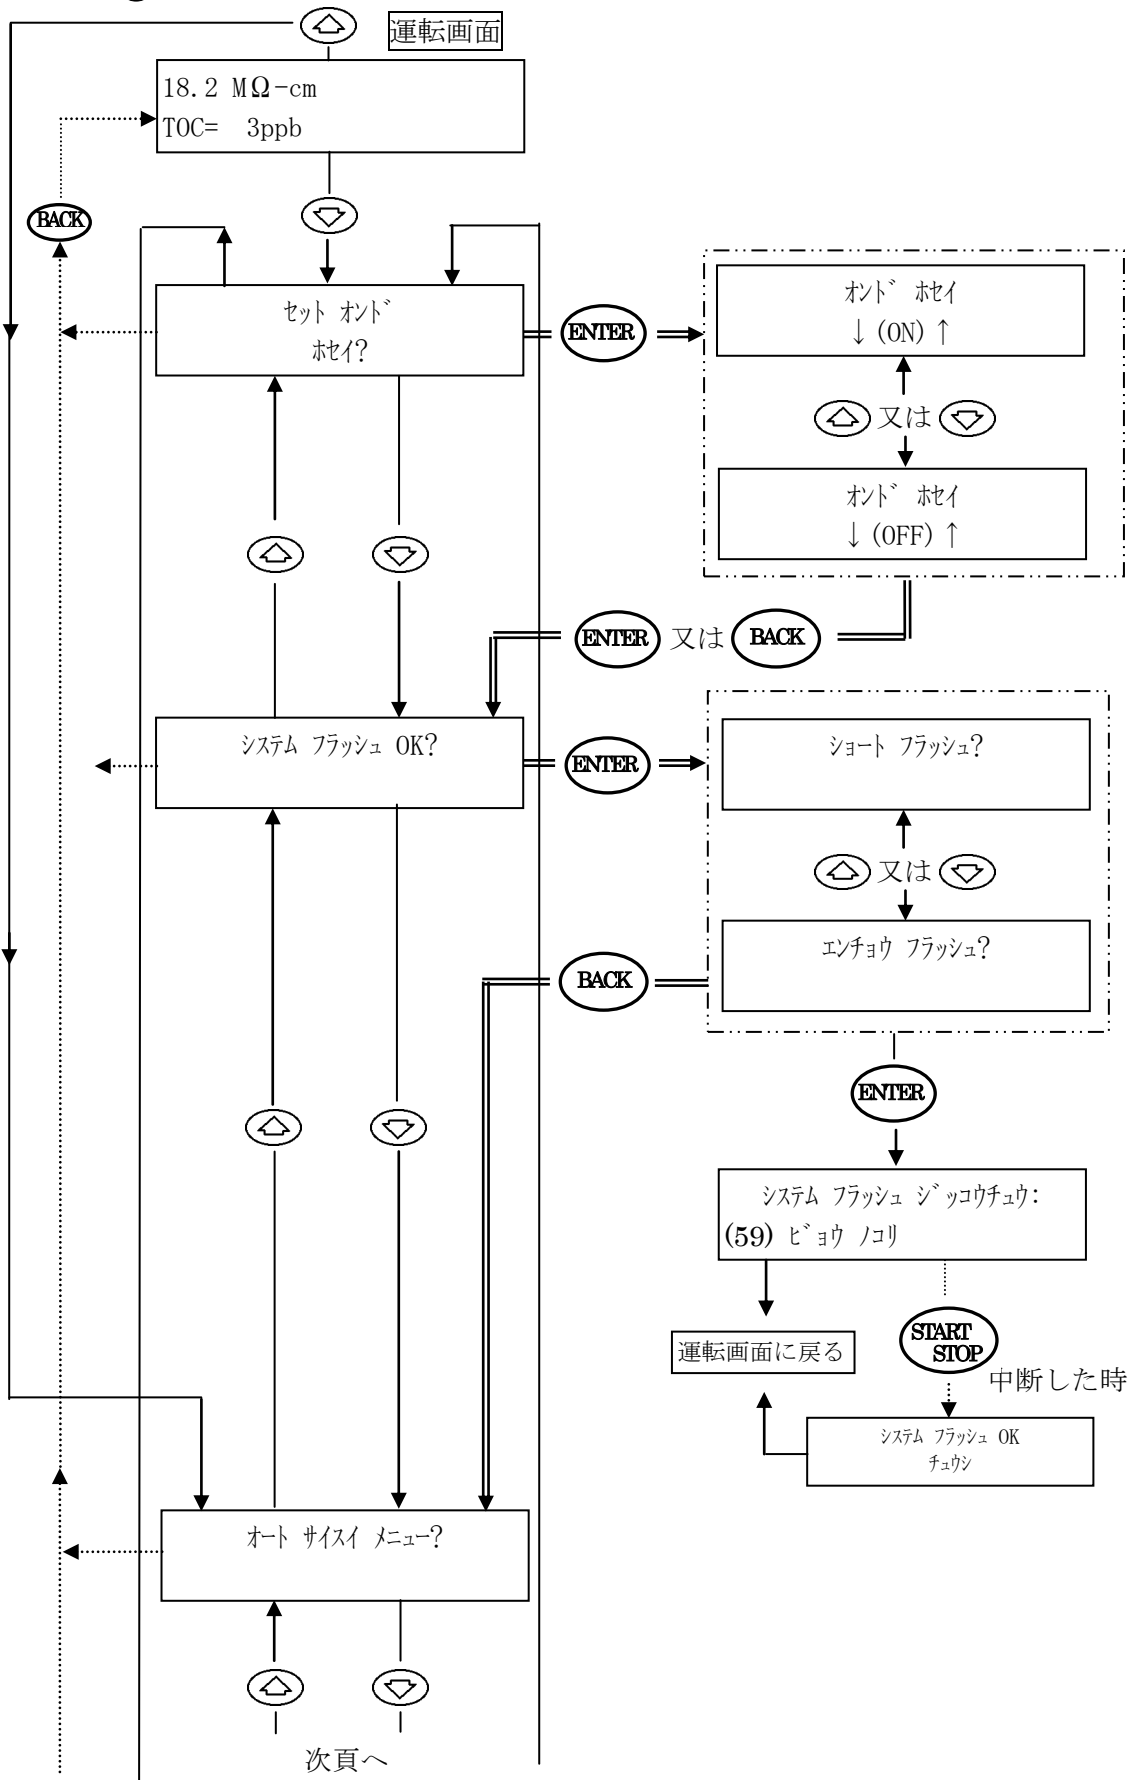 運転画面
18.2 MΩ-cm
TOC=  3ppb
BACK
セット オンド
ホセイ?
ENTER
オンド ホセイ
↓(ON)↑
又は
オンド ホセイ
↓(OFF)↑
ENTER 又は BACK
システム フラッシュ OK?
ENTER
ショート フラッシュ?
又は
エンチョウ フラッシュ?
BACK
ENTER
システム フラッシュ ジッコウチュウ:
(59) ビョウ ノコリ
運転画面に戻る
START
STOP
中断した時
システム フラッシュ OK
チュウシ
オート サイスイ メニュー?
次頁へ